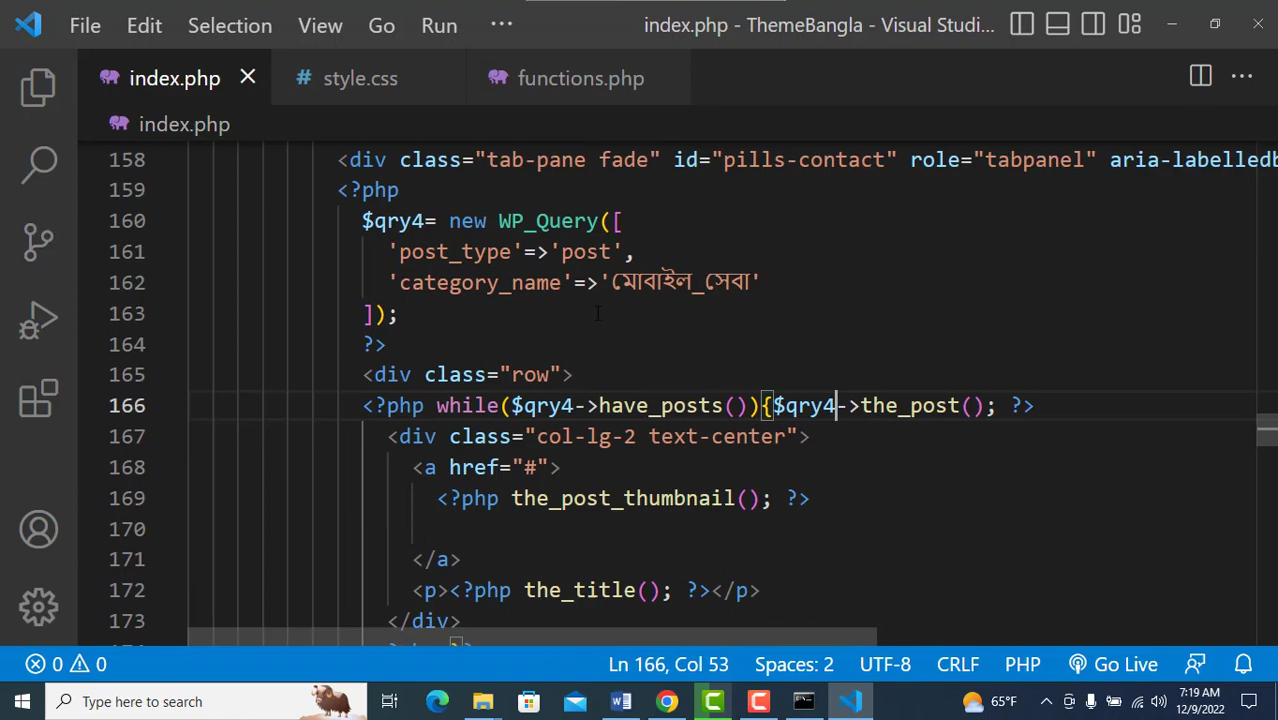 File Edit Selection View Go Run ··· index.php - ThemeBangla - Visual Studi...
index.php # style.css functions.php
index.php
158 <div class="tab-pane fade" id="pills-contact" role="tabpanel" aria-labelledb
159 <?php
160 $qry4= new WP_Query([
161 'post_type'=>'post',
162 'category_name'=>'মোবাইল_সেবা'
163 ]);
164 ?>
165 <div class="row">
166 <?php while($qry4->have_posts()){$qry4->the_post(); ?>
167 <div class="col-lg-2 text-center">
168 <a href="#">
169 <?php the_post_thumbnail(); ?>
170
171 </a>
172 <p><?php the_title(); ?></p>
173 </div>
0 0 Ln 166, Col 53 Spaces: 2 UTF-8 CRLF PHP Go Live
Type here to search 65°F 7:19 AM
12/9/2022